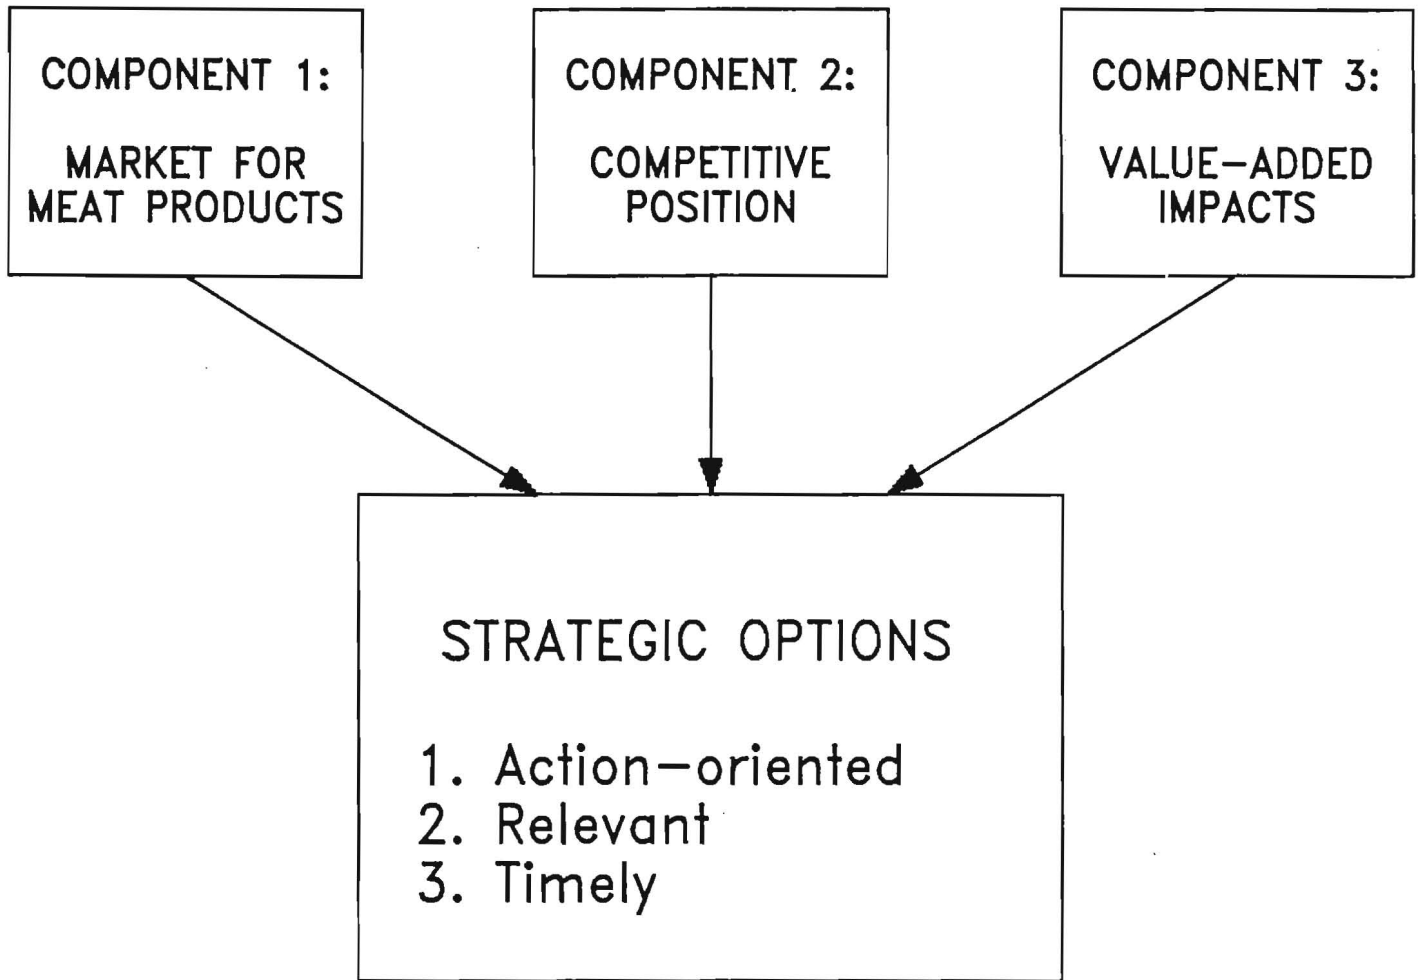 COMPONENT 1:
MARKET FOR
MEAT PRODUCTS
COMPONENT 2:
COMPETITIVE
POSITION
COMPONENT 3:
VALUE-ADDED
IMPACTS
STRATEGIC OPTIONS
1. Action-oriented
2. Relevant
3. Timely